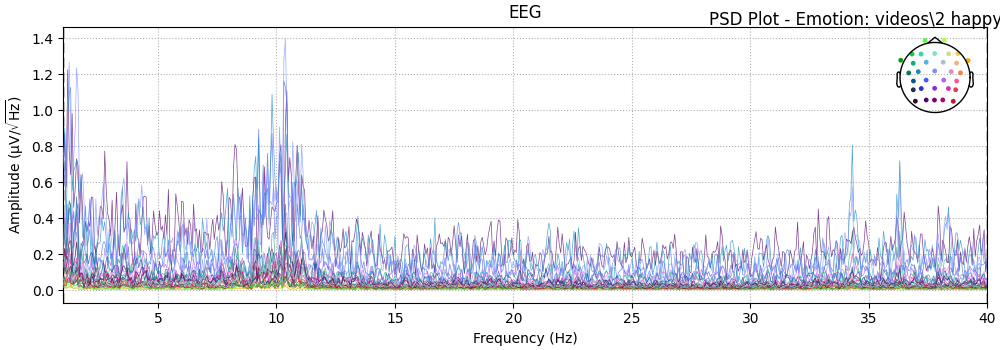 EEG
PSD Plot - Emotion: videos\2 happy
Amplitude (µV/√Hz)
1.4
1.2
1.0
0.8
0.6
0.4
0.2
0.0
5 10 15 20 25 30 35 40
Frequency (Hz)